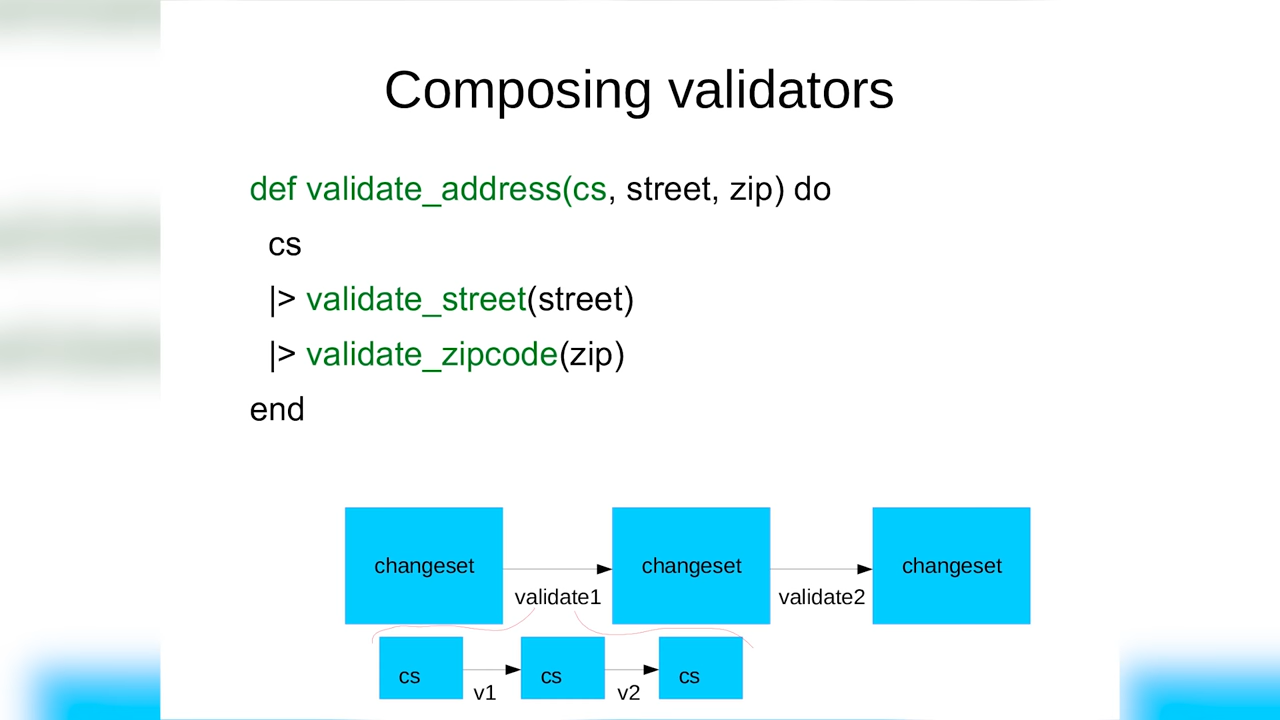 Composing validators
def validate_address(cs, street, zip) do
cs
|> validate_street(street)
|> validate_zipcode(zip)
end
changeset
changeset
changeset
validate1
validate2
cs
cs
cs
v1
v2